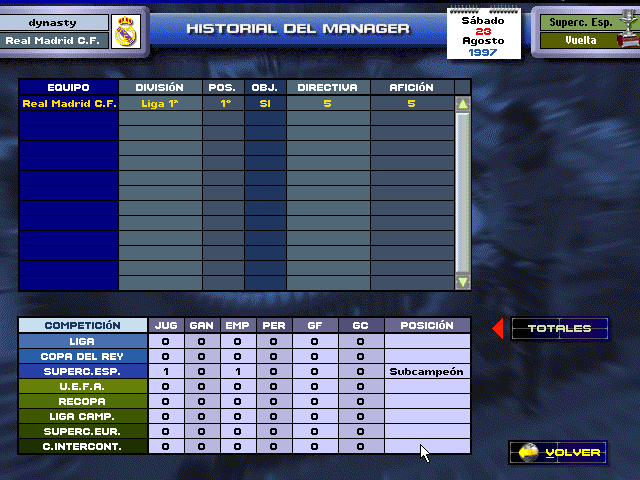 dynasty
Real Madrid C.F.
HISTORIAL DEL MANAGER
Sábado
23
Agosto
1997
Superc. Esp.
Vuelta
EQUIPO DIVISIÓN POS. OBJ. DIRECTIVA AFICIÓN
Real Madrid C.F. Liga 1ª 1º SI 5 5
COMPETICIÓN JUG GAN EMP PER GF GC POSICIÓN
LIGA 0 0 0 0 0 0
COPA DEL REY 0 0 0 0 0 0
SUPERC.ESP. 1 0 1 0 0 0 Subcampeón
U.E.F.A. 0 0 0 0 0 0
RECOPA 0 0 0 0 0 0
LIGA CAMP. 0 0 0 0 0 0
SUPERC.EUR. 0 0 0 0 0 0
C.INTERCONT. 0 0 0 0 0 0
TOTALES
VOLVER